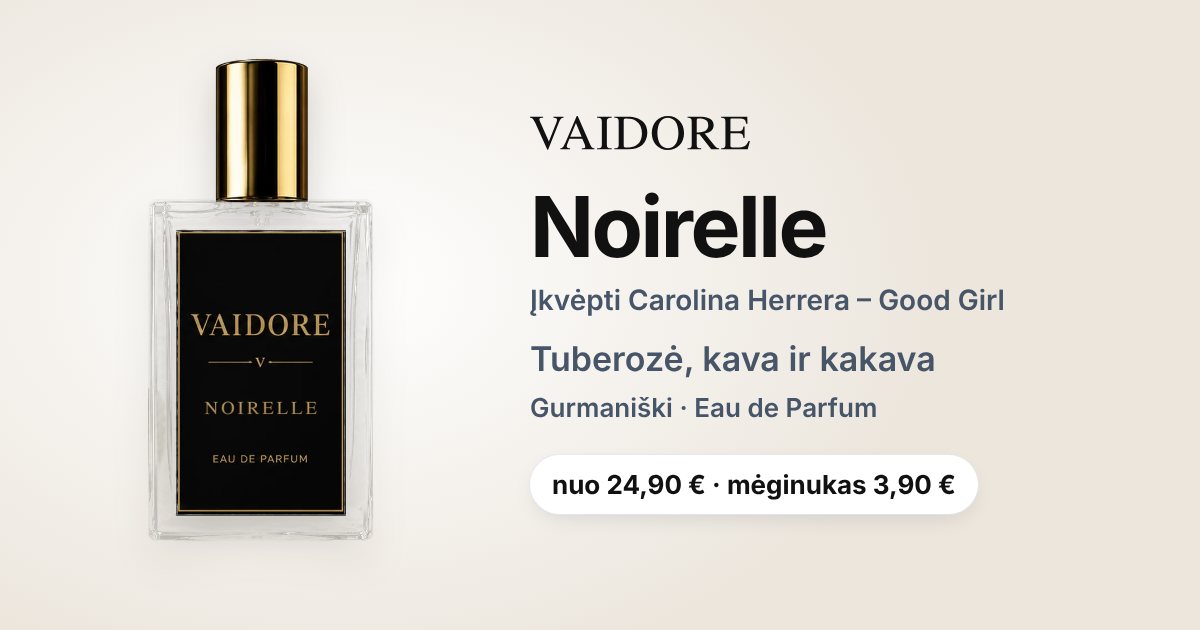 VAIDORE
V
NOIRELLE
EAU DE PARFUM
VAIDORE
Noirelle
Įkvėpti Carolina Herrera – Good Girl
Tuberozė, kava ir kakava
Gurmaniški · Eau de Parfum
nuo 24,90 € · mėginukas 3,90 €